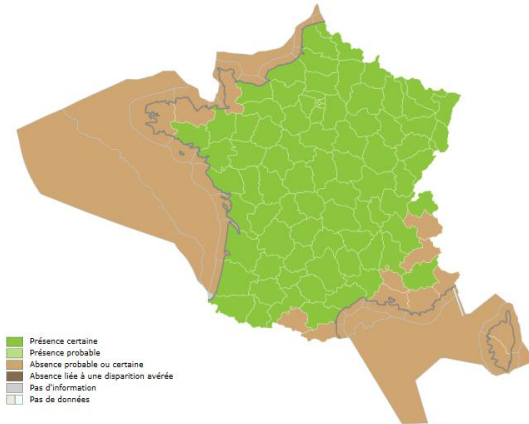 Présence certaine
Présence probable
Absence probable ou certaine
Absence liée à une disparition avérée
Pas d'information
Pas de données